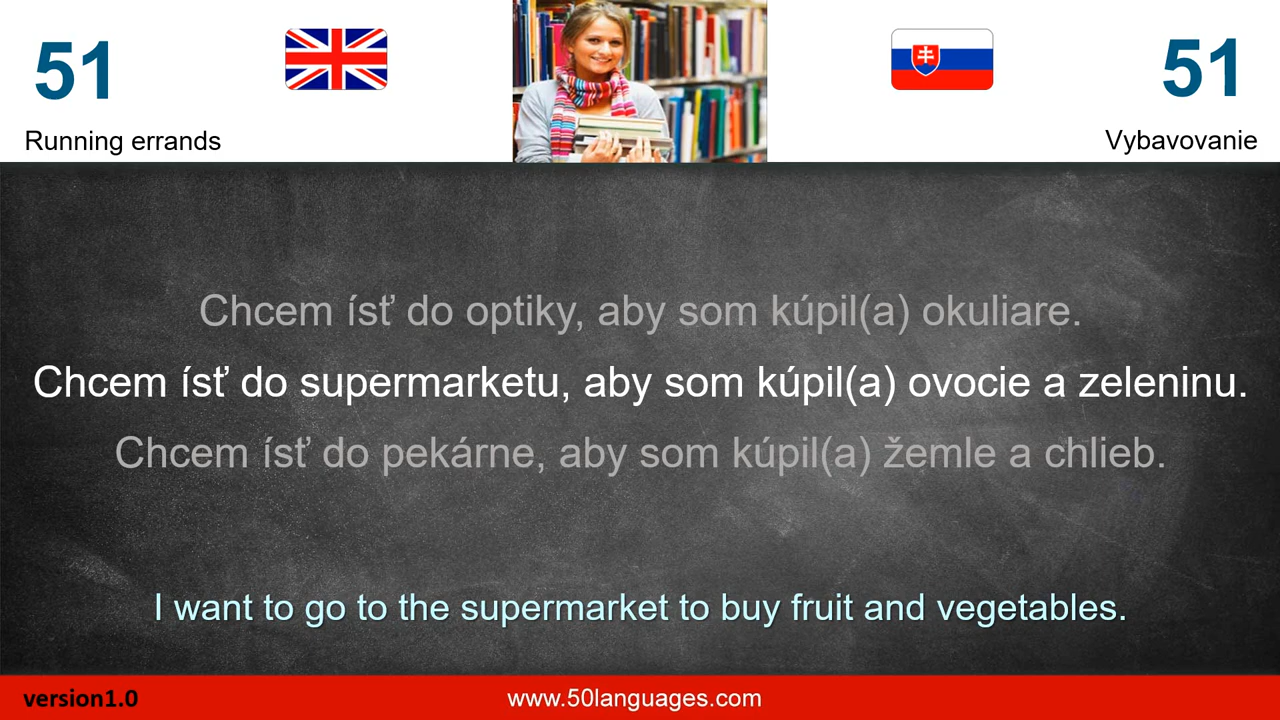 51
51
Running errands
Vybavovanie
Chcem ísť do optiky, aby som kúpil(a) okuliare.
Chcem ísť do supermarketu, aby som kúpil(a) ovocie a zeleninu.
Chcem ísť do pekárne, aby som kúpil(a) žemle a chlieb.
I want to go to the supermarket to buy fruit and vegetables.
version1.0
www.50languages.com